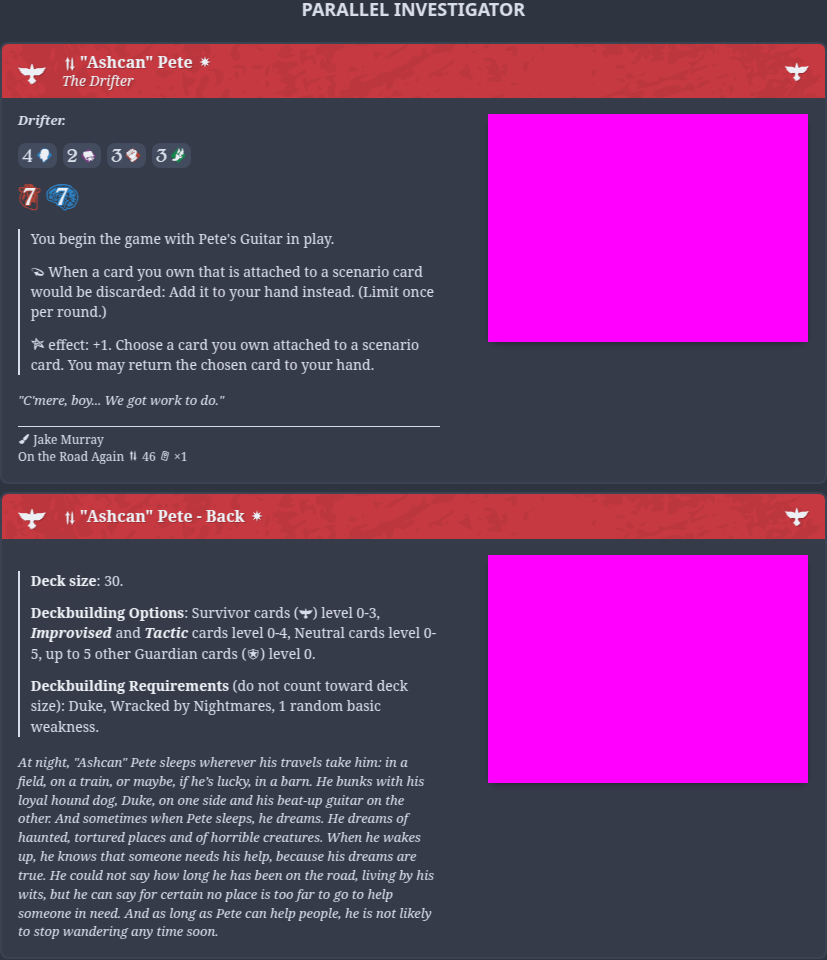 PARALLEL INVESTIGATOR
"Ashcan" Pete
The Drifter
Drifter.
4 2 3 3
7 7
You begin the game with Pete's Guitar in play.
When a card you own that is attached to a scenario card
would be discarded: Add it to your hand instead. (Limit once
per round.)
effect: +1. Choose a card you own attached to a scenario
card. You may return the chosen card to your hand.
"C'mere, boy... We got work to do."
Jake Murray
On the Road Again 46 ×1
"Ashcan" Pete - Back
Deck size: 30.
Deckbuilding Options: Survivor cards () level 0-3,
Improvised and Tactic cards level 0-4, Neutral cards level 0-
5, up to 5 other Guardian cards () level 0.
Deckbuilding Requirements (do not count toward deck
size): Duke, Wracked by Nightmares, 1 random basic
weakness.
At night, "Ashcan" Pete sleeps wherever his travels take him: in a
field, on a train, or maybe, if he's lucky, in a barn. He bunks with his
loyal hound dog, Duke, on one side and his beat-up guitar on the
other. And sometimes when Pete sleeps, he dreams. He dreams of
haunted, tortured places and of horrible creatures. When he wakes
up, he knows that someone needs his help, because his dreams are
true. He could not say how long he has been on the road, living by his
wits, but he can say for certain no place is too far to go to help
someone in need. And as long as Pete can help people, he is not likely
to stop wandering any time soon.